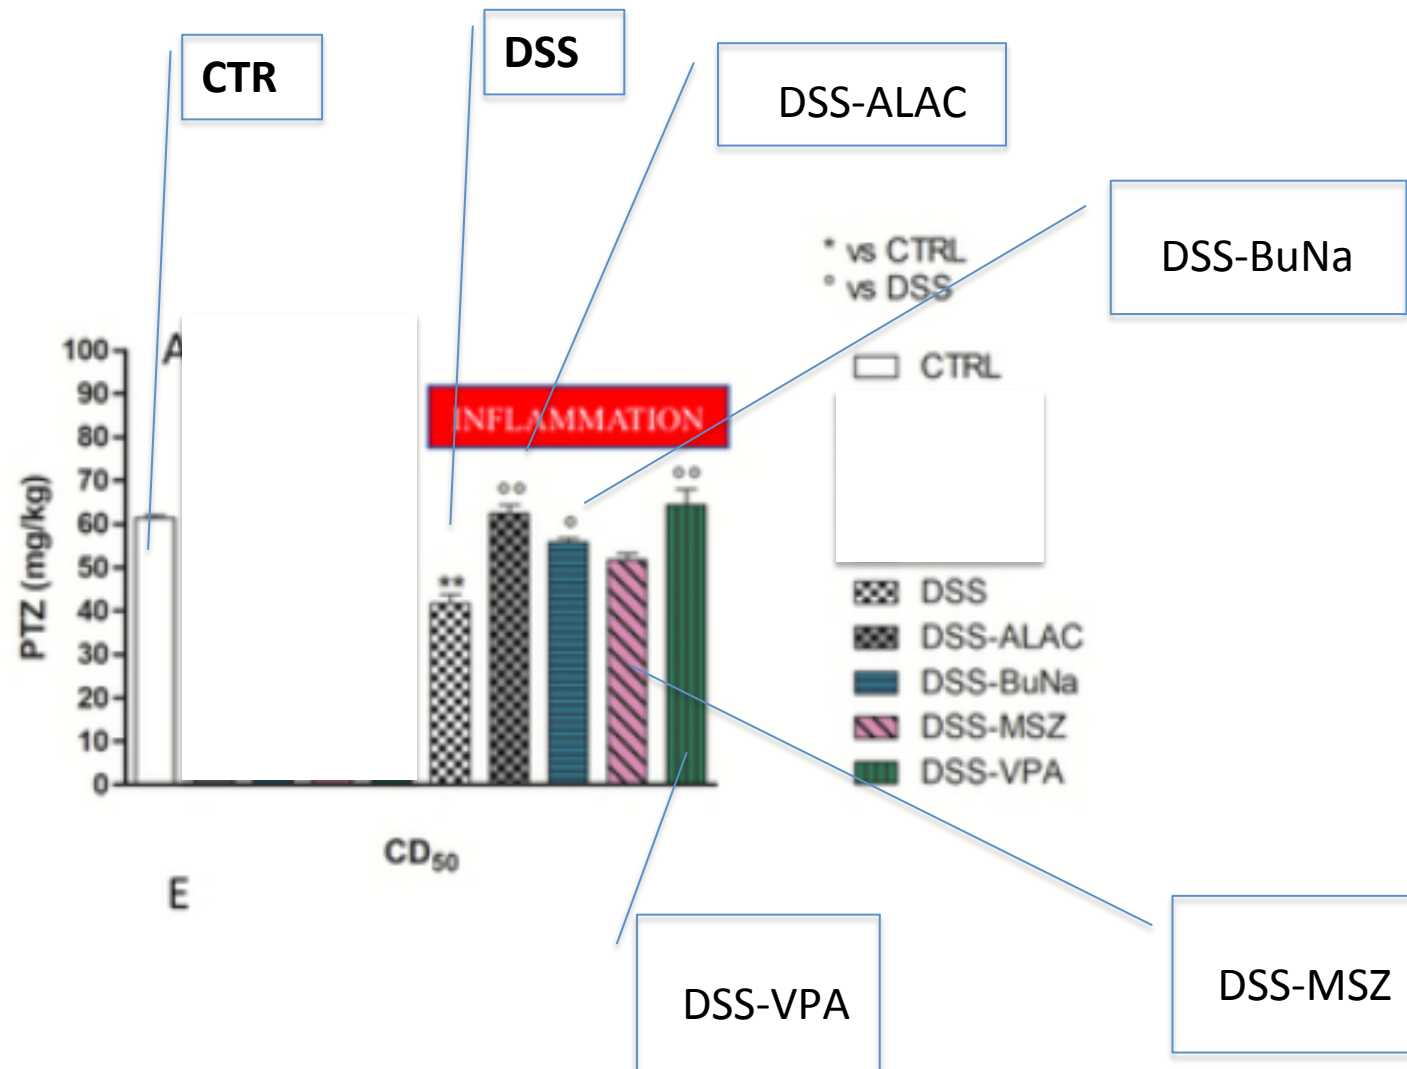 CTR
DSS
DSS-ALAC
DSS-BuNa
* vs CTRL
° vs DSS
A
100
90
80
70
60
50
40
30
20
10
0
PTZ (mg/kg)
INFLAMMATION
**
°°
°
°°
CTRL
DSS
DSS-ALAC
DSS-BuNa
DSS-MSZ
DSS-VPA
CD50
E
DSS-VPA
DSS-MSZ